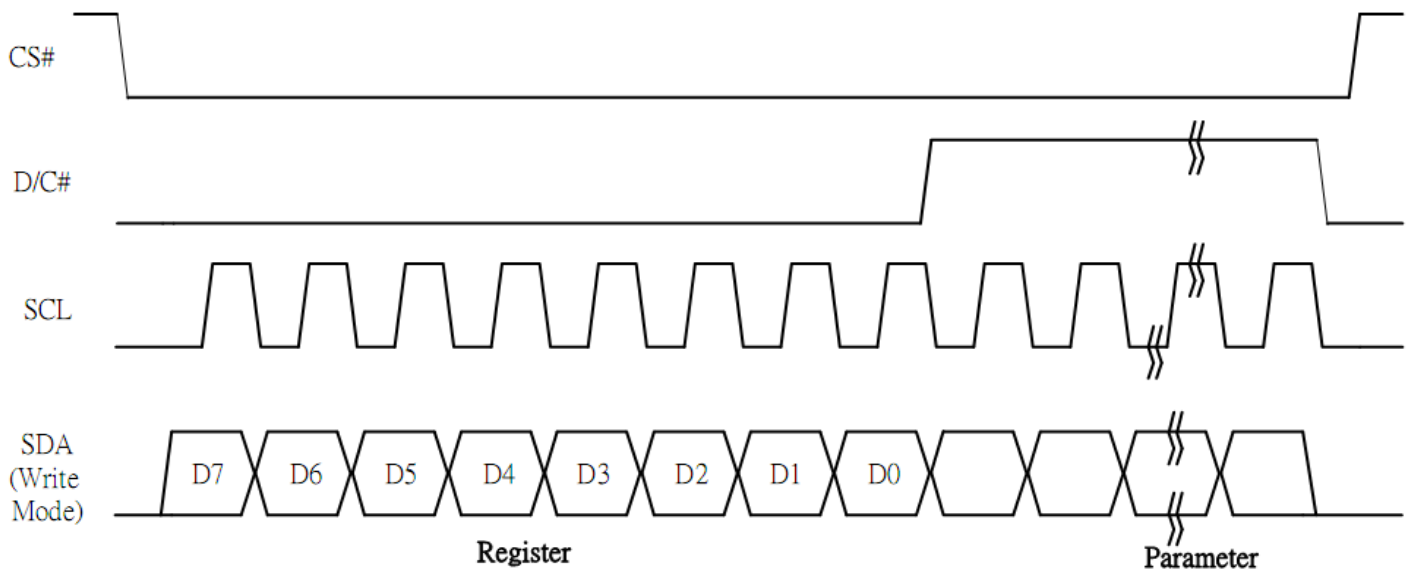 CS#
D/C#
SCL
SDA
(Write
Mode)
D7 D6 D5 D4 D3 D2 D1 D0
Register Parameter